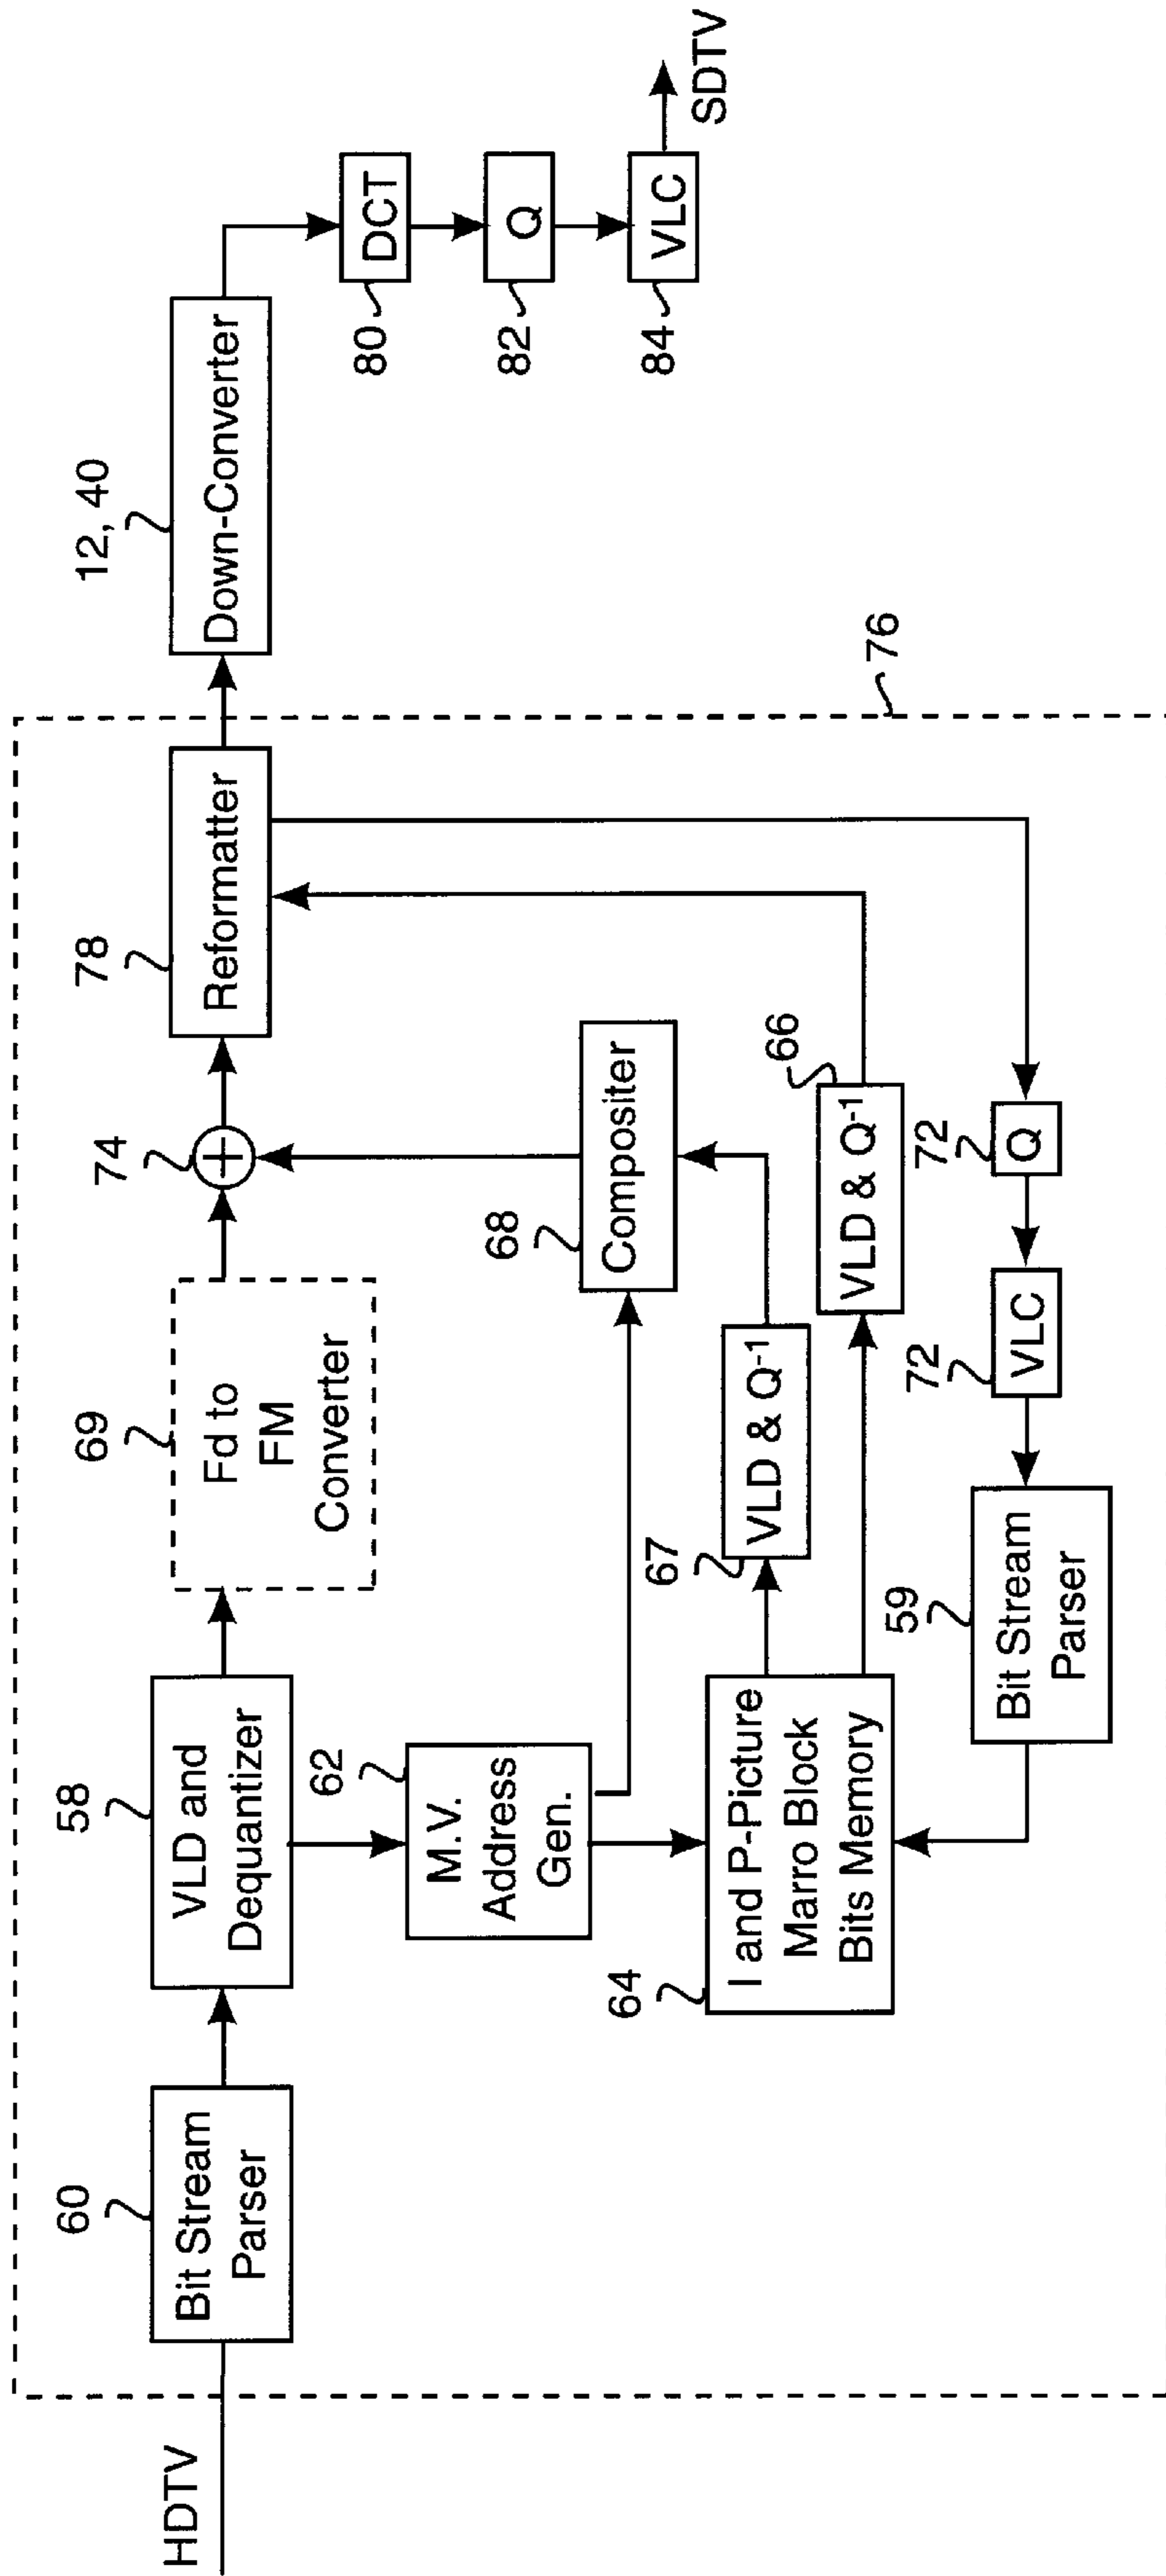 HDTV
60
Bit Stream
Parser
58
VLD and
Dequantizer
69
Fd to
FM
Converter
74
+
78
Reformatter
12, 40
Down-Converter
80
DCT
82
Q
84
VLC
SDTV
62
M.V.
Address
Gen.
68
Compositer
64
I and P-Picture
Marro Block
Bits Memory
67
VLD & Q-1
66
VLD & Q-1
72
Q
72
VLC
59
Bit Stream
Parser
76